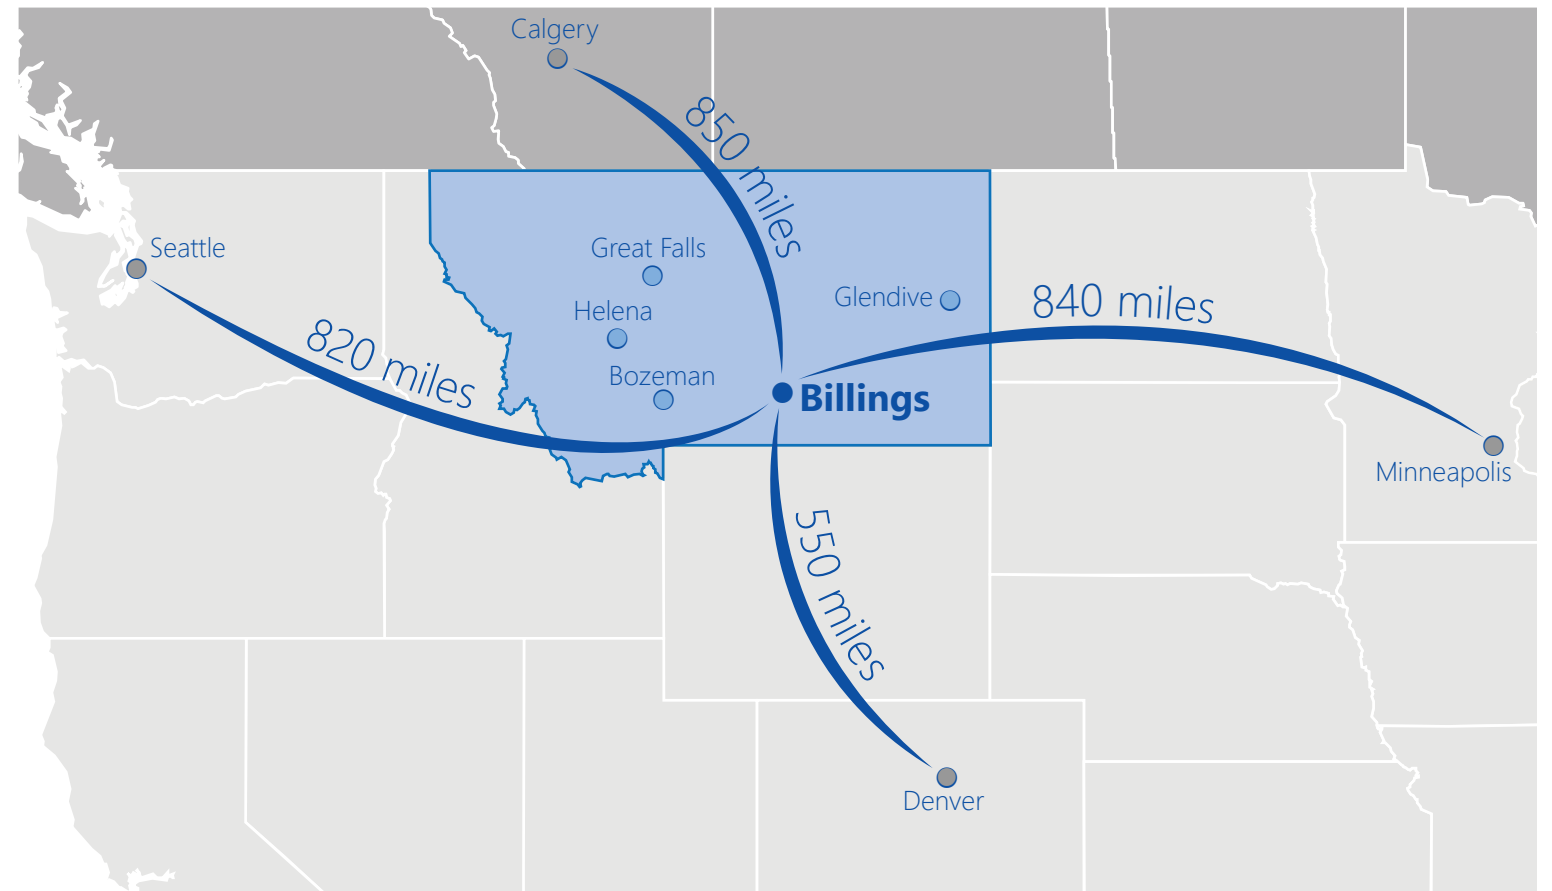 Calgery
850 miles
Seattle
Great Falls
Glendive
840 miles
Helena
820 miles
Bozeman
Billings
Minneapolis
550 miles
Denver